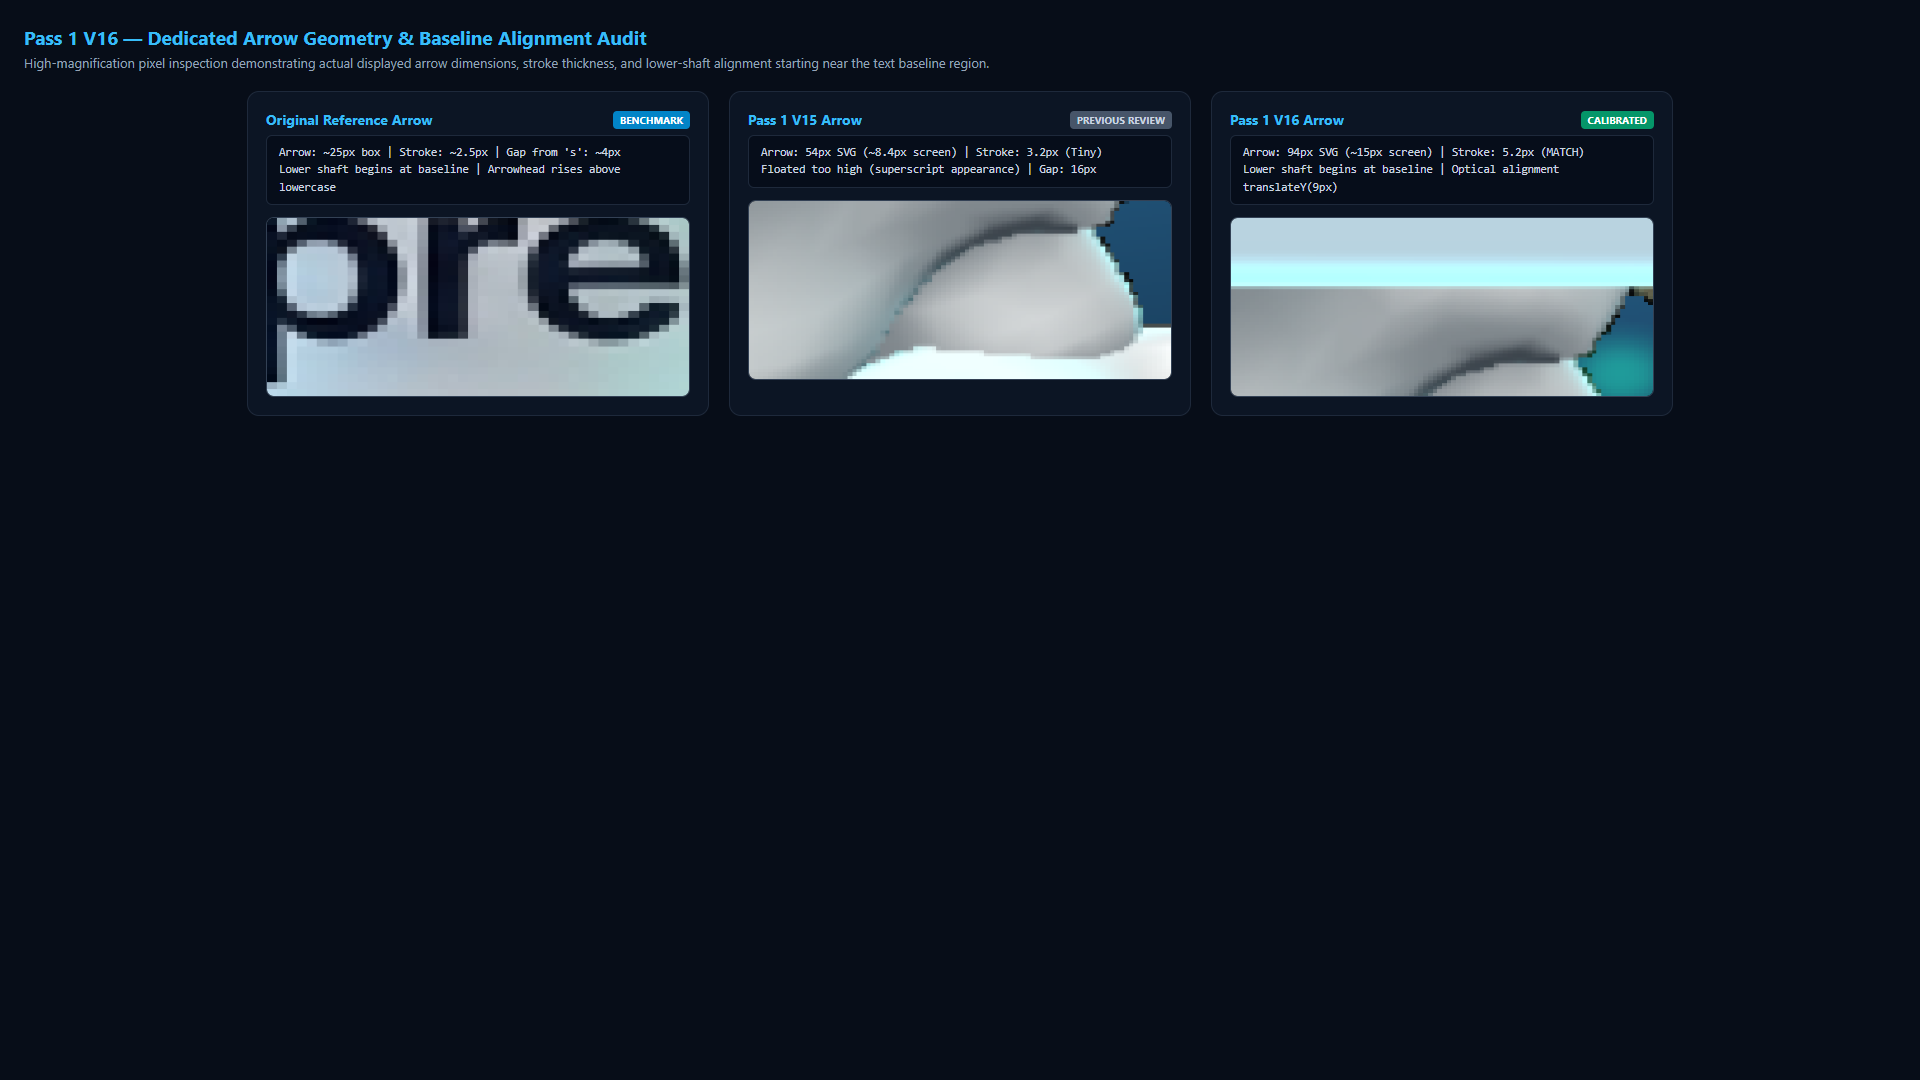 Pass 1 V16 — Dedicated Arrow Geometry & Baseline Alignment Audit
High-magnification pixel inspection demonstrating actual displayed arrow dimensions, stroke thickness, and lower-shaft alignment starting near the text baseline region.
Original Reference Arrow
BENCHMARK
Arrow: ~25px box | Stroke: ~2.5px | Gap from 's': ~4px
Lower shaft begins at baseline | Arrowhead rises above
lowercase
pre
Pass 1 V15 Arrow
PREVIOUS REVIEW
Arrow: 54px SVG (~8.4px screen) | Stroke: 3.2px (Tiny)
Floated too high (superscript appearance) | Gap: 16px
Pass 1 V16 Arrow
CALIBRATED
Arrow: 94px SVG (~15px screen) | Stroke: 5.2px (MATCH)
Lower shaft begins at baseline | Optical alignment
translateY(9px)